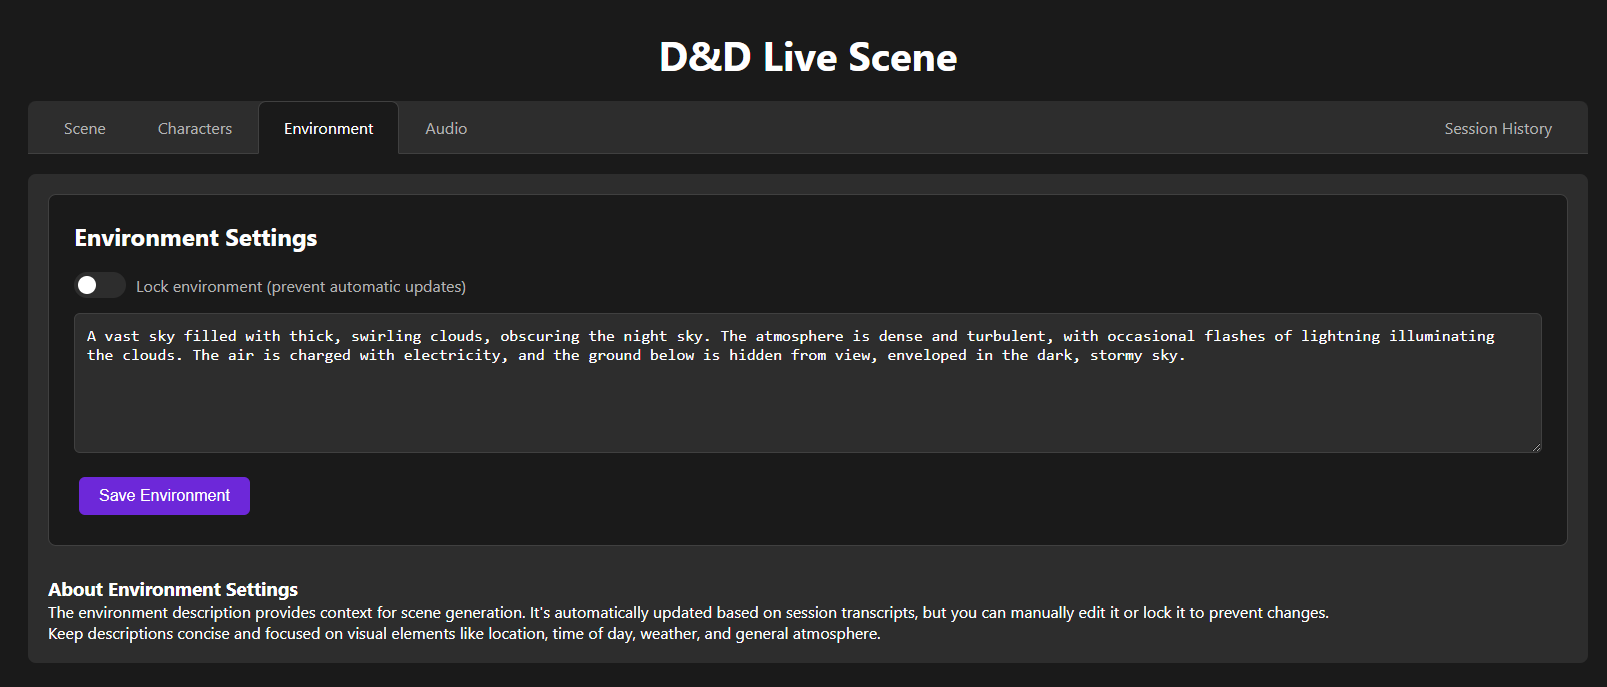 D&D Live Scene
Scene
Characters
Environment
Audio
Session History
Environment Settings
Lock environment (prevent automatic updates)
A vast sky filled with thick, swirling clouds, obscuring the night sky. The atmosphere is dense and turbulent, with occasional flashes of lightning illuminating
the clouds. The air is charged with electricity, and the ground below is hidden from view, enveloped in the dark, stormy sky.
Save Environment
About Environment Settings
The environment description provides context for scene generation. It's automatically updated based on session transcripts, but you can manually edit it or lock it to prevent changes.
Keep descriptions concise and focused on visual elements like location, time of day, weather, and general atmosphere.